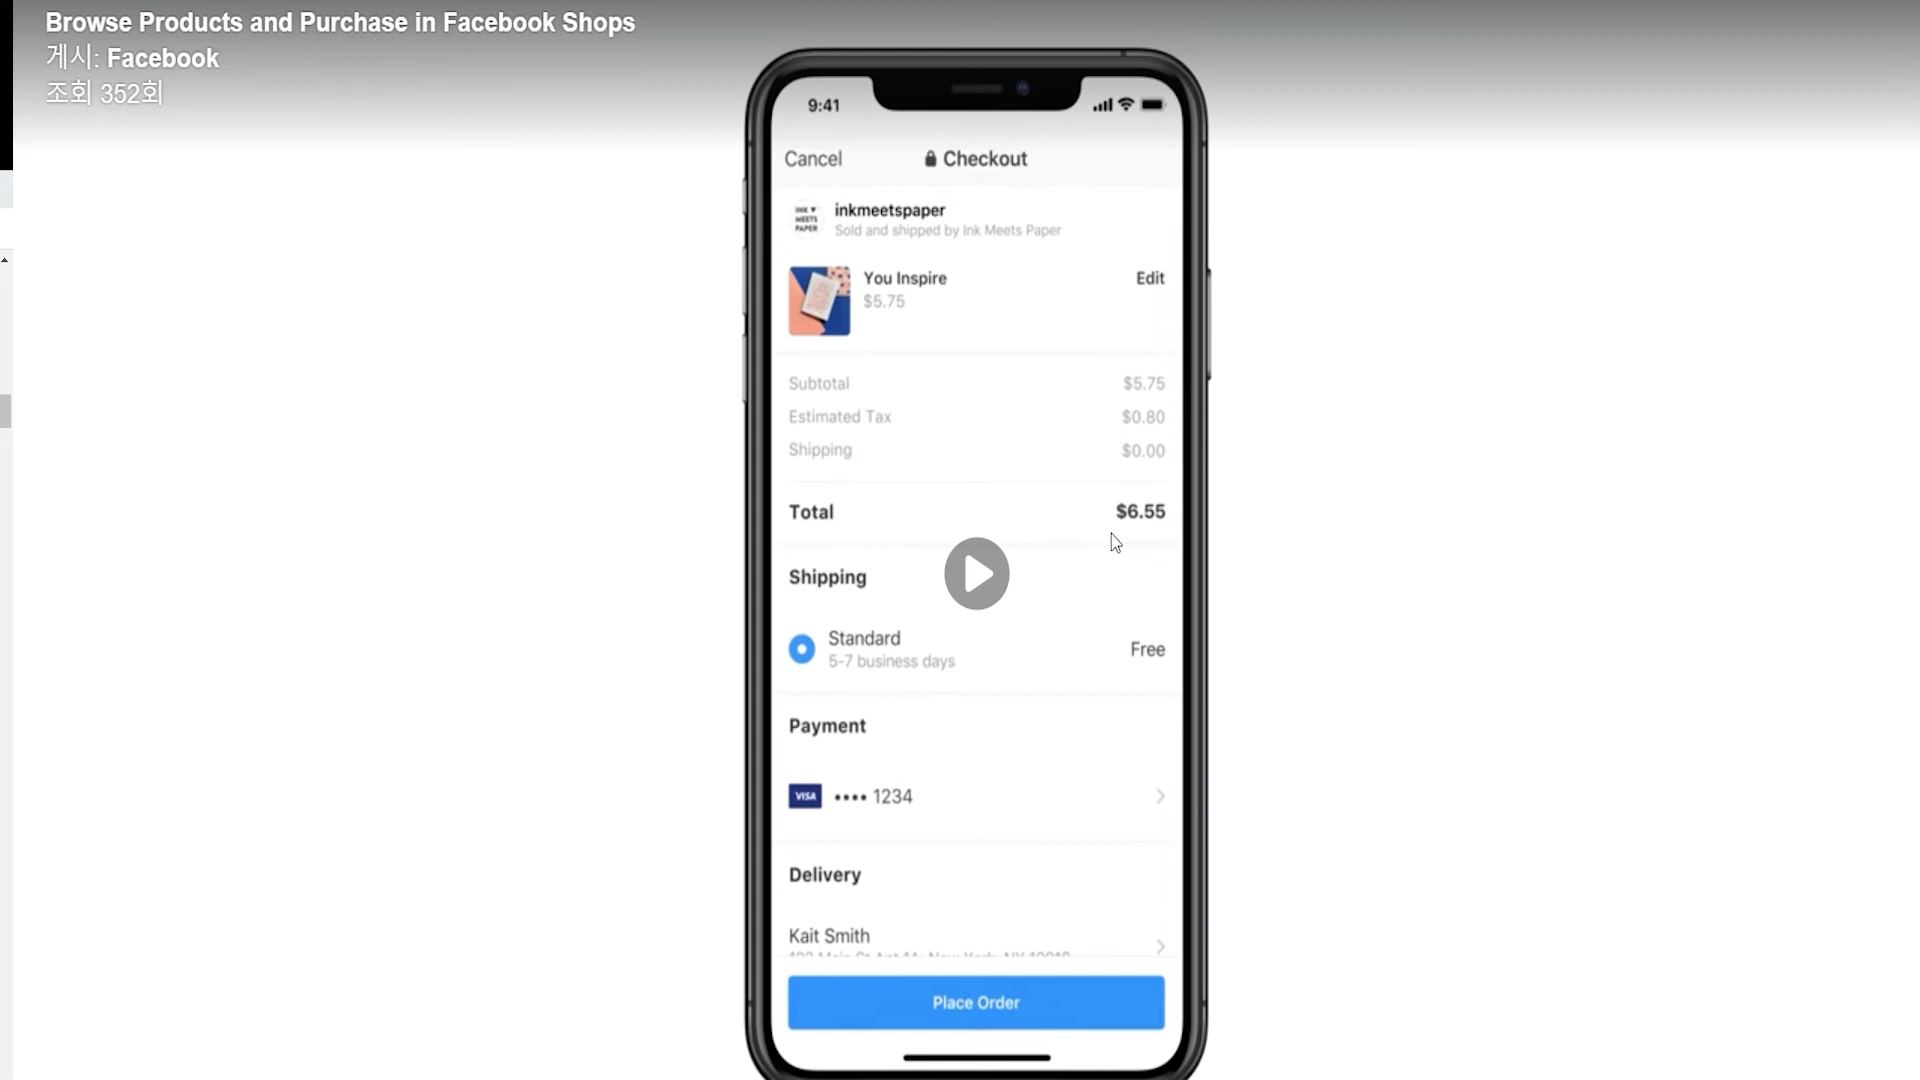 Browse Products and Purchase in Facebook Shops
게시: Facebook
조회 352회
9:41
Cancel
Checkout
INK
MEETS
PAPER
inkmeetspaper
Sold and shipped by Ink Meets Paper
You Inspire
Edit
$5.75
Subtotal $5.75
Estimated Tax $0.80
Shipping $0.00
Total $6.55
Shipping
Standard
5-7 business days
Free
Payment
VISA •••• 1234
Delivery
Kait Smith
Place Order